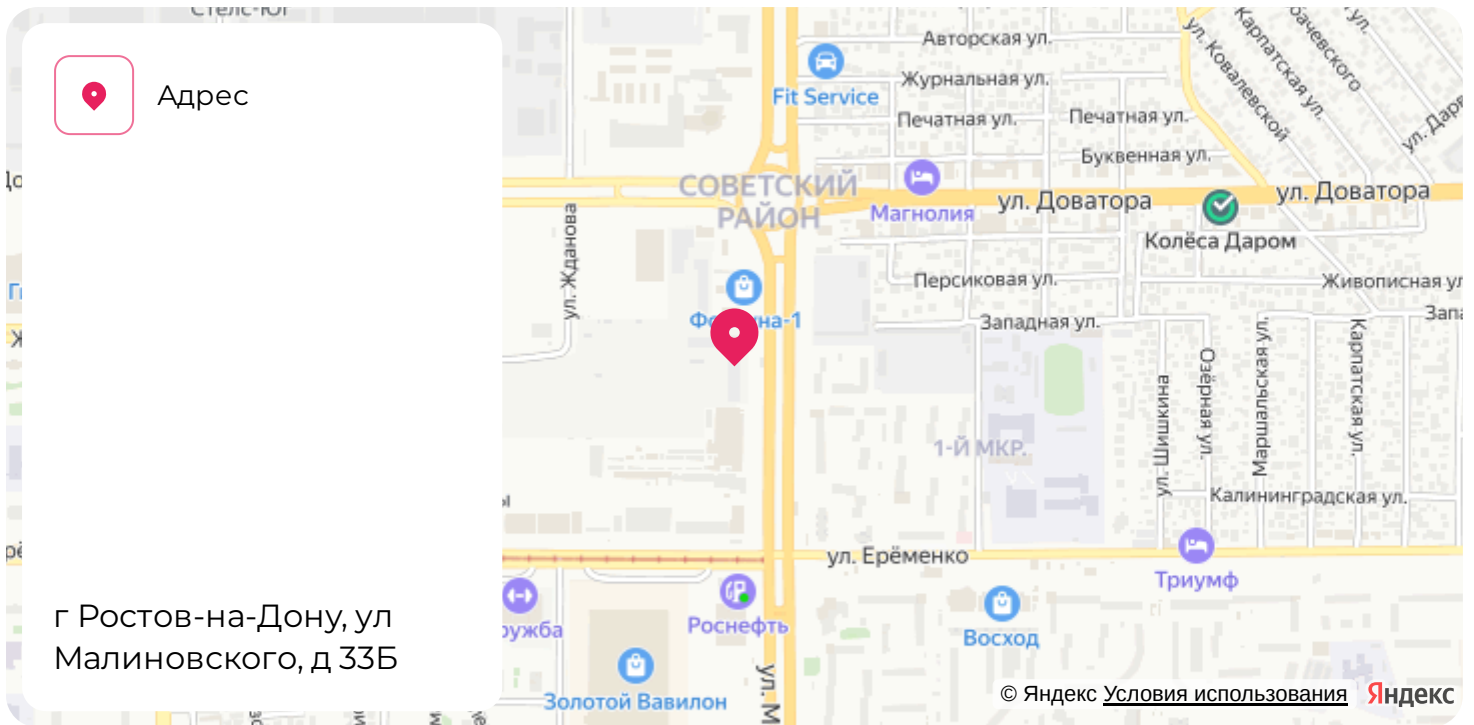 Стелс-Юг
Адрес
г Ростов-на-Дону, ул
Малиновского, д 33Б
Авторская ул.
Fit Service
Журнальная ул.
Печатная ул.
Печатная ул.
Буквенная ул.
ул. Ковалевской
Карпатская ул.
СОВЕТСКИЙ
РАЙОН
Магнолия
ул. Доватора
ул. Доватора
Колёса Даром
ул. Жданова
Персиковая ул.
Живописная ул
Западная ул.
ул. Шишкина
Озёрная ул.
Маршальская ул.
Карпатская ул.
1-Й МКР.
Калининградская ул.
ул. Ерёменко
Триумф
Роснефть
Восход
Золотой Вавилон
ул. М
© Яндекс Условия использования
Яндекс